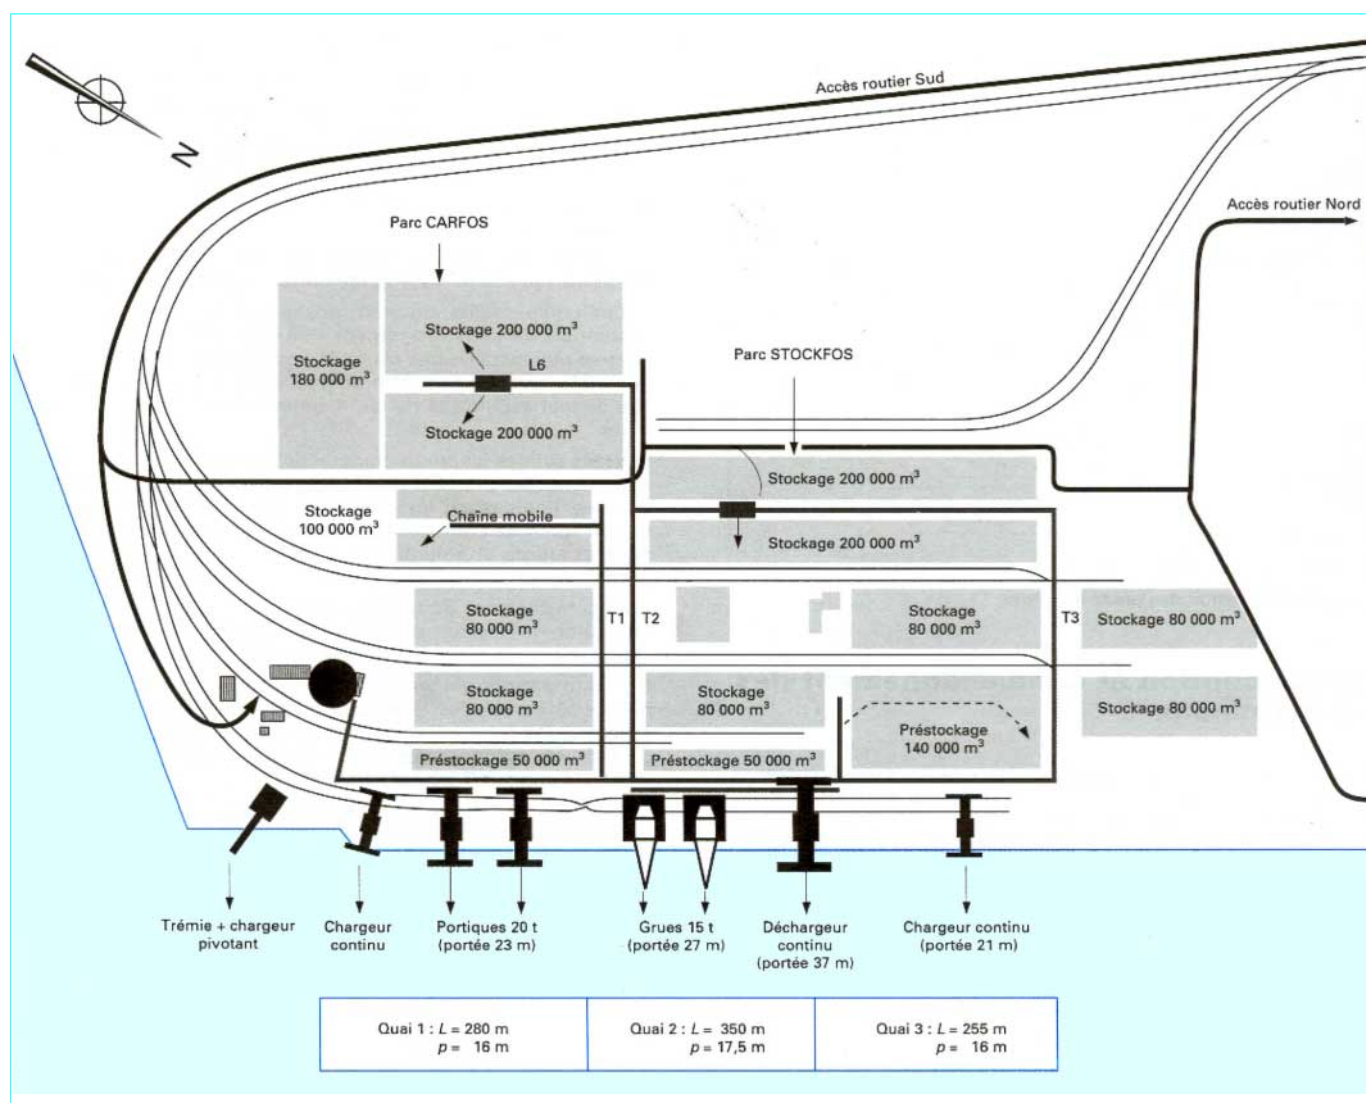 Accès routier Sud
N
Accès routier Nord
Parc CARFOS
Stockage 200 000 m³
Stockage
180 000 m³
L6
Parc STOCKFOS
Stockage 200 000 m³
Stockage 200 000 m³
Stockage
100 000 m³
Chaîne mobile
Stockage 200 000 m³
Stockage
80 000 m³
T1
T2
Stockage
80 000 m³
T3
Stockage 80 000 m³
Stockage
80 000 m³
Stockage
80 000 m³
Préstockage
140 000 m³
Stockage 80 000 m³
Préstockage 50 000 m³
Préstockage 50 000 m³
Trémie + chargeur
pivotant
Chargeur
continu
Portiques 20 t
(portée 23 m)
Grues 15 t
(portée 27 m)
Déchargeur
continu
(portée 37 m)
Chargeur continu
(portée 21 m)
Quai 1 : L = 280 m
p = 16 m
Quai 2 : L = 350 m
p = 17,5 m
Quai 3 : L = 255 m
p = 16 m